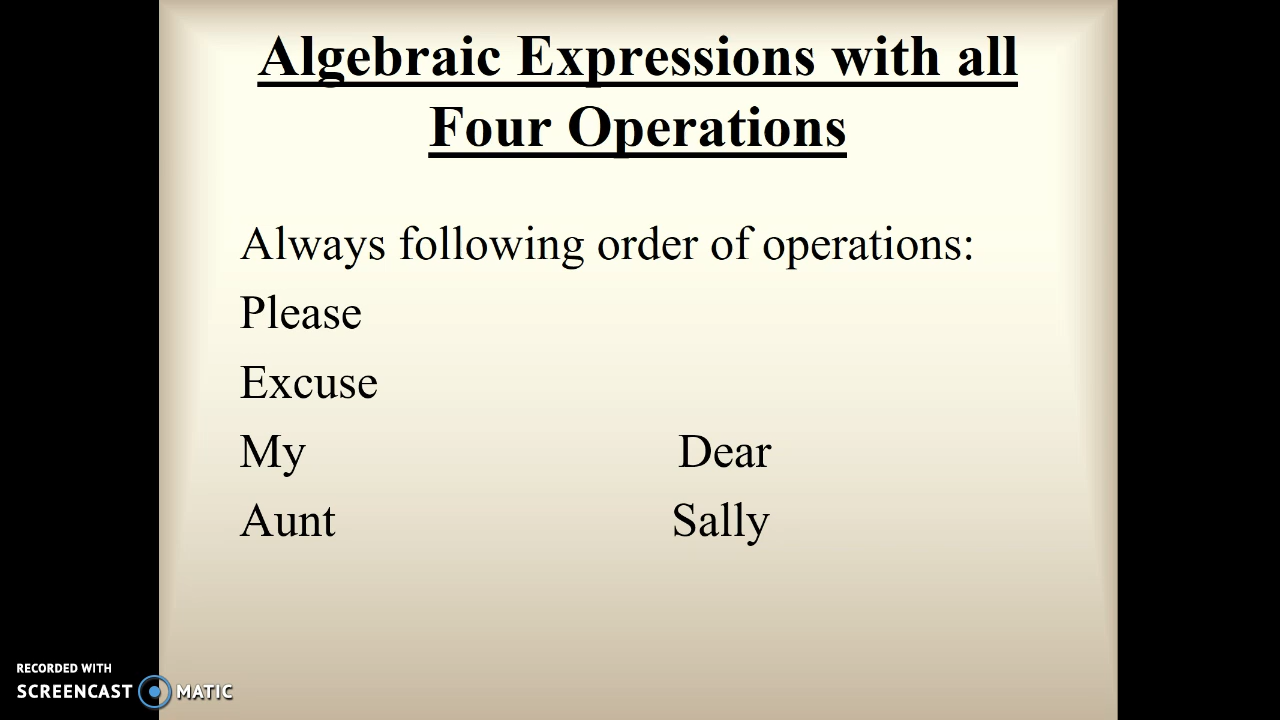 Algebraic Expressions with all
Four Operations
Always following order of operations:
Please
Excuse
My Dear
Aunt Sally
RECORDED WITH
SCREENCAST MATIC